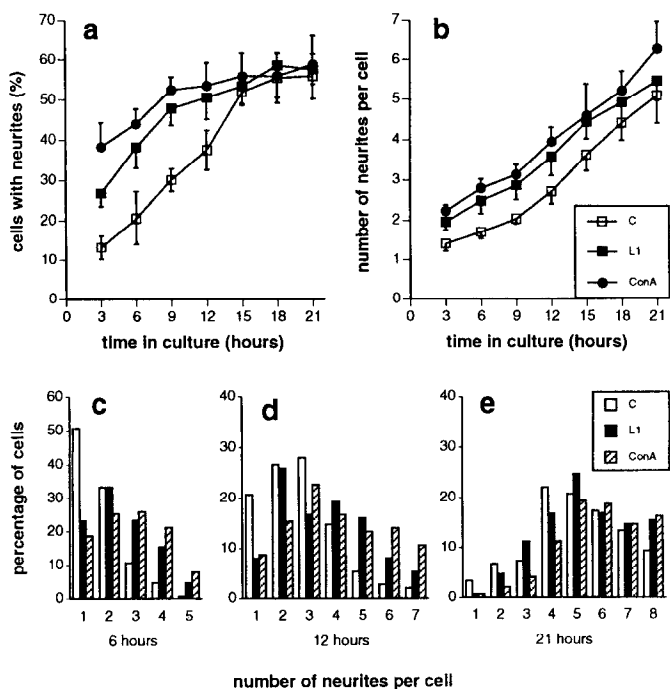 a
cells with neurites (%)
70
60
50
40
30
20
10
0
0 3 6 9 12 15 18 21
time in culture (hours)
b
number of neurites per cell
7
6
5
4
3
2
1
0
0 3 6 9 12 15 18 21
time in culture (hours)
C
L1
ConA
c
percentage of cells
60
50
40
30
20
10
0
1 2 3 4 5
6 hours
d
40
30
20
10
0
1 2 3 4 5 6 7
12 hours
e
40
30
20
10
0
1 2 3 4 5 6 7 8
21 hours
C
L1
ConA
number of neurites per cell